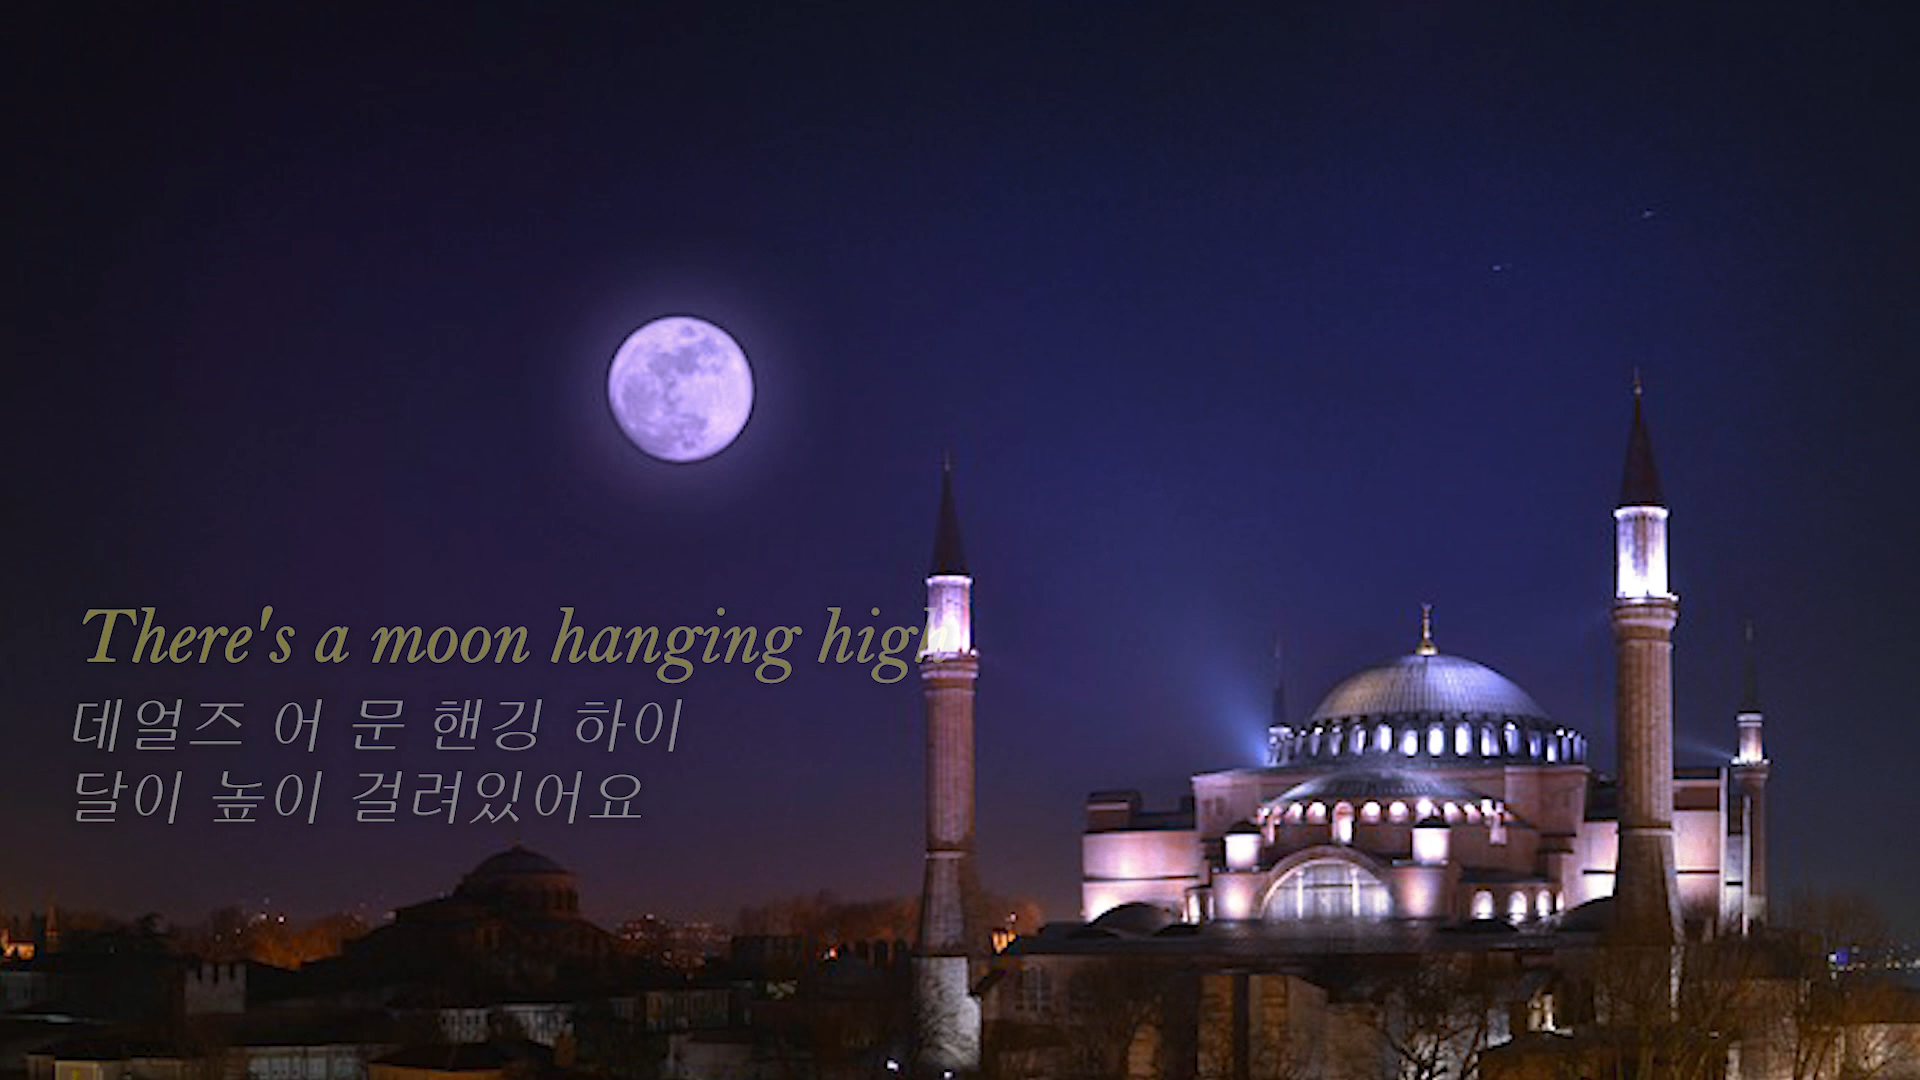 There's a moon hanging high
데얼즈 어 문 핸깅 하이
달이 높이 걸려있어요